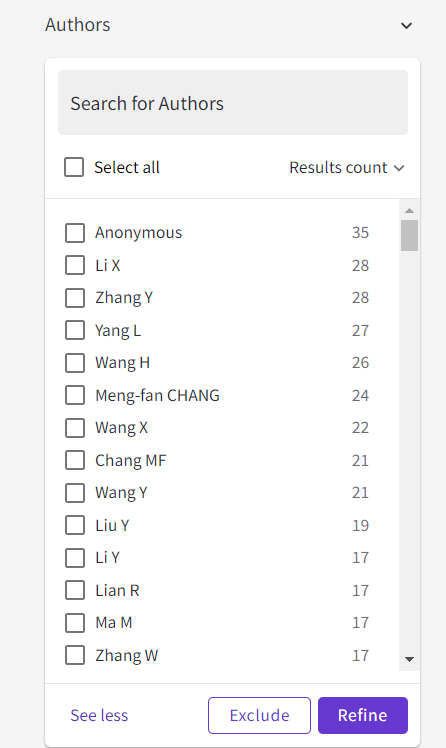 Authors
Search for Authors
Select all Results count
Anonymous 35
Li X 28
Zhang Y 28
Yang L 27
Wang H 26
Meng-fan CHANG 24
Wang X 22
Chang MF 21
Wang Y 21
Liu Y 19
Li Y 17
Lian R 17
Ma M 17
Zhang W 17
See less Exclude Refine